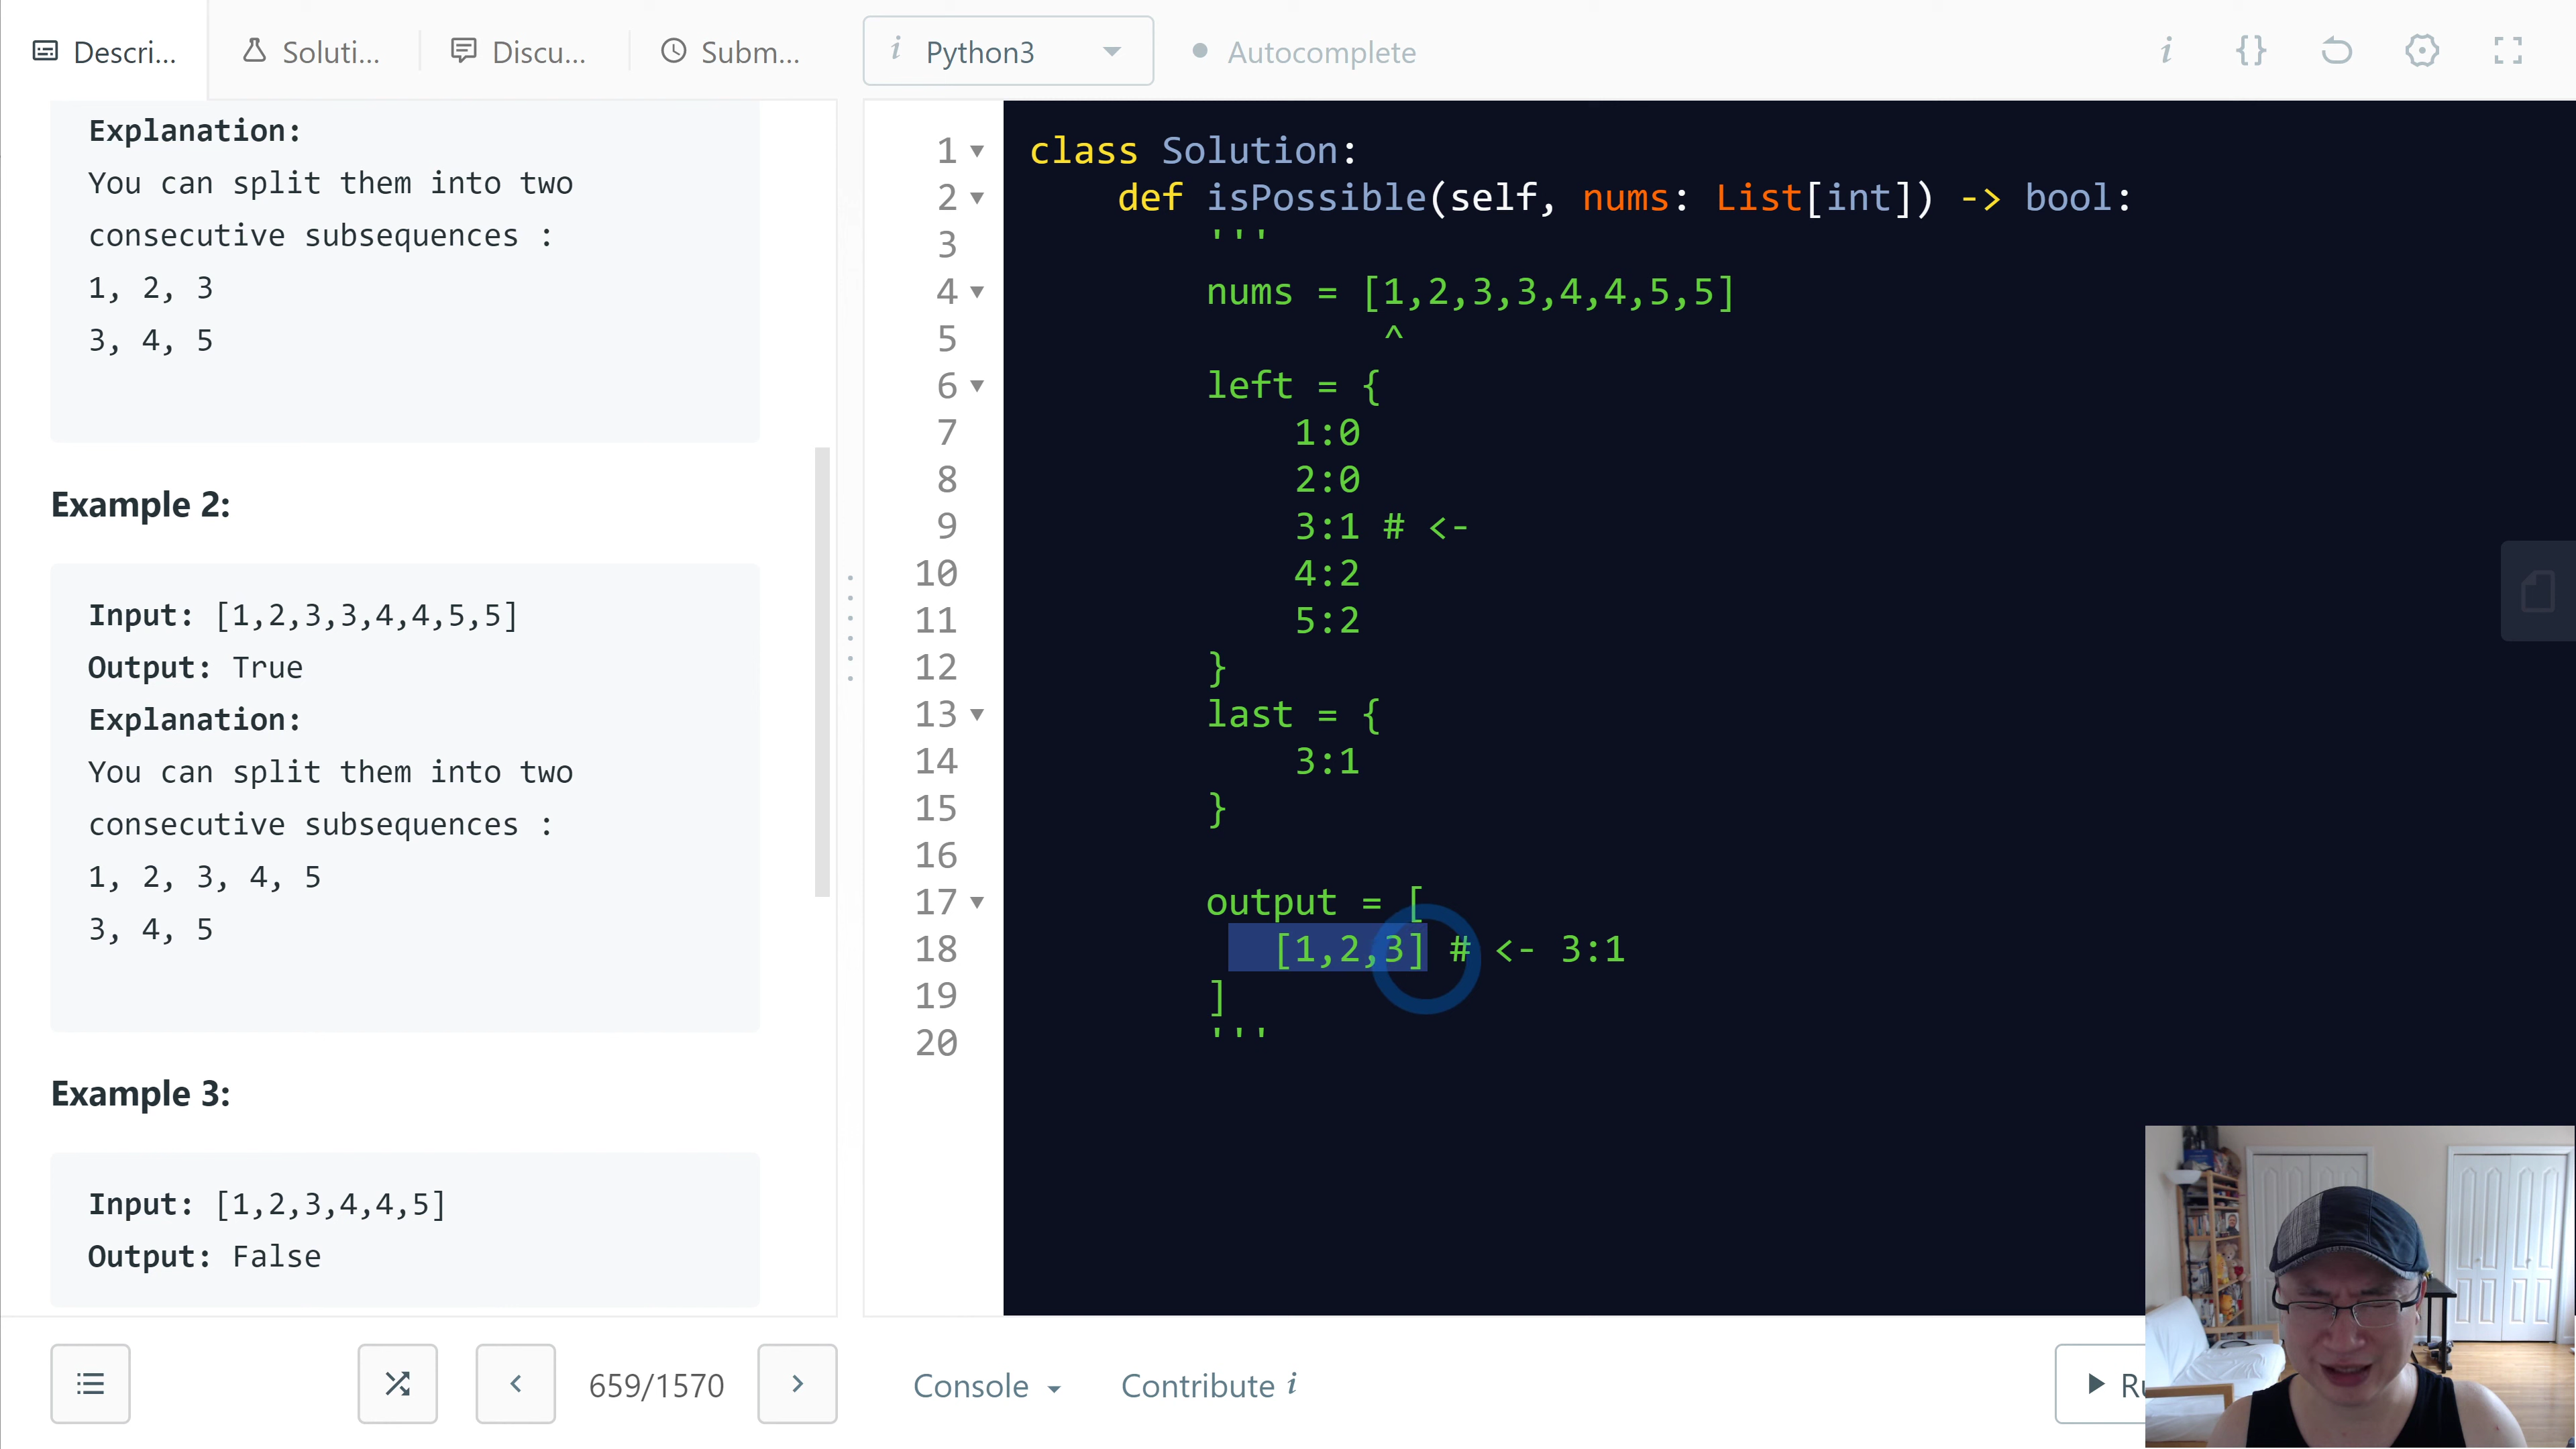 Descri...
Soluti...
Discu...
Subm...
i Python3
Autocomplete
i {}
Explanation:
You can split them into two
consecutive subsequences :
1, 2, 3
3, 4, 5
Example 2:
Input: [1,2,3,3,4,4,5,5]
Output: True
Explanation:
You can split them into two
consecutive subsequences :
1, 2, 3, 4, 5
3, 4, 5
Example 3:
Input: [1,2,3,4,4,5]
Output: False
659/1570
1 class Solution:
2 def isPossible(self, nums: List[int]) -> bool:
3 '''
4 nums = [1,2,3,3,4,4,5,5]
5 ^
6 left = {
7 1:0
8 2:0
9 3:1 # <-
10 4:2
11 5:2
12 }
13 last = {
14 3:1
15 }
16
17 output = [
18 [1,2,3] # <- 3:1
19 ]
20 '''
Console
Contribute i